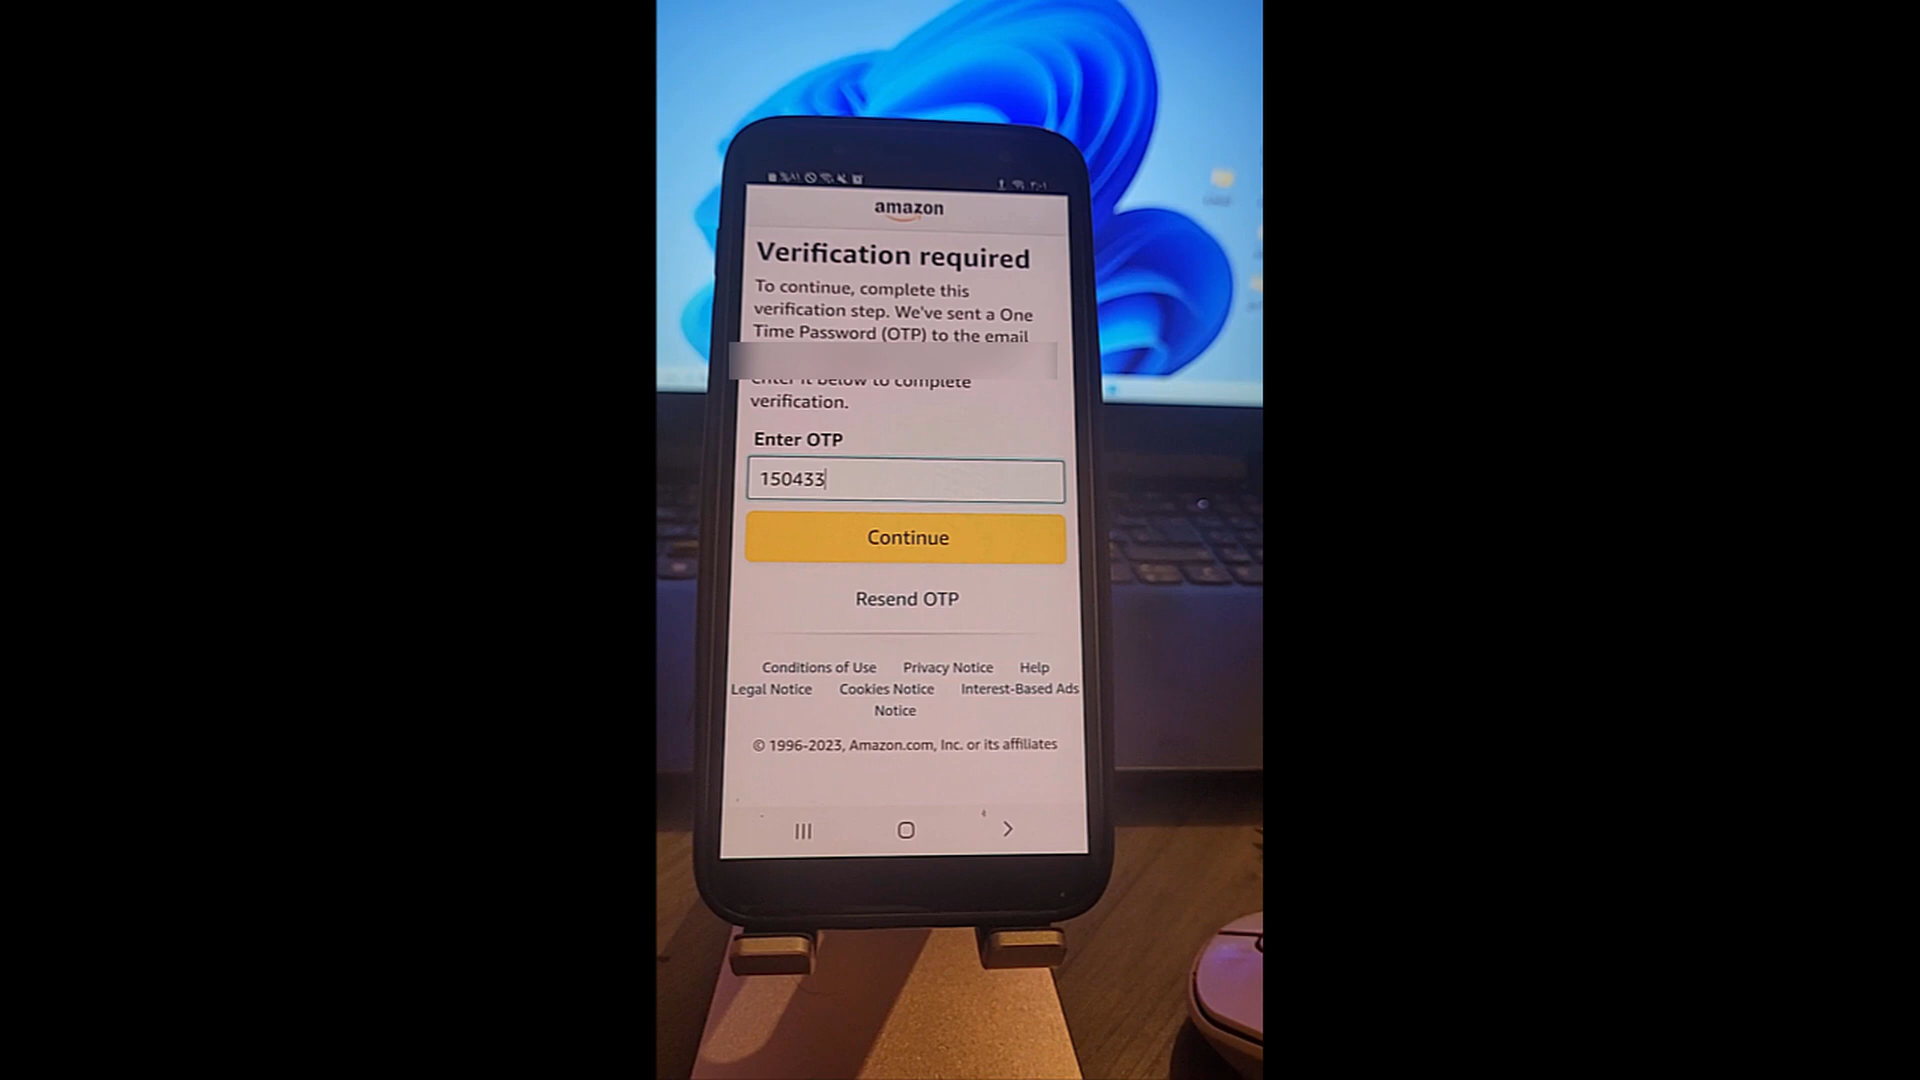 amazon
Verification required
To continue, complete this
verification step. We've sent a One
Time Password (OTP) to the email
Enter it below to complete
verification.
Enter OTP
150433
Continue
Resend OTP
Conditions of Use Privacy Notice Help
Legal Notice Cookies Notice Interest-Based Ads
Notice
© 1996-2023, Amazon.com, Inc. or its affiliates